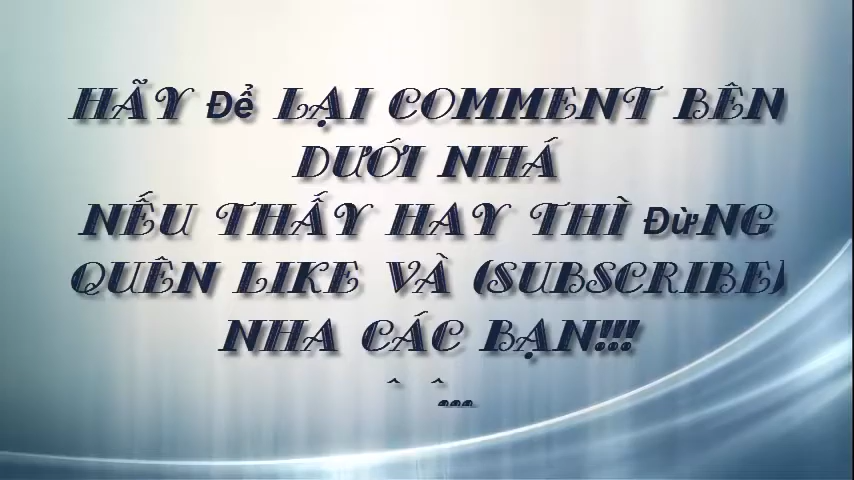 HÃY Để LẠI COMMENT BÊN
DƯỚI NHÁ
NẾU THẤY HAY THÌ ĐừNG
QUÊN LIKE VÀ (SUBSCRIBE)
NHA CÁC BẠN!!!
^ ^...